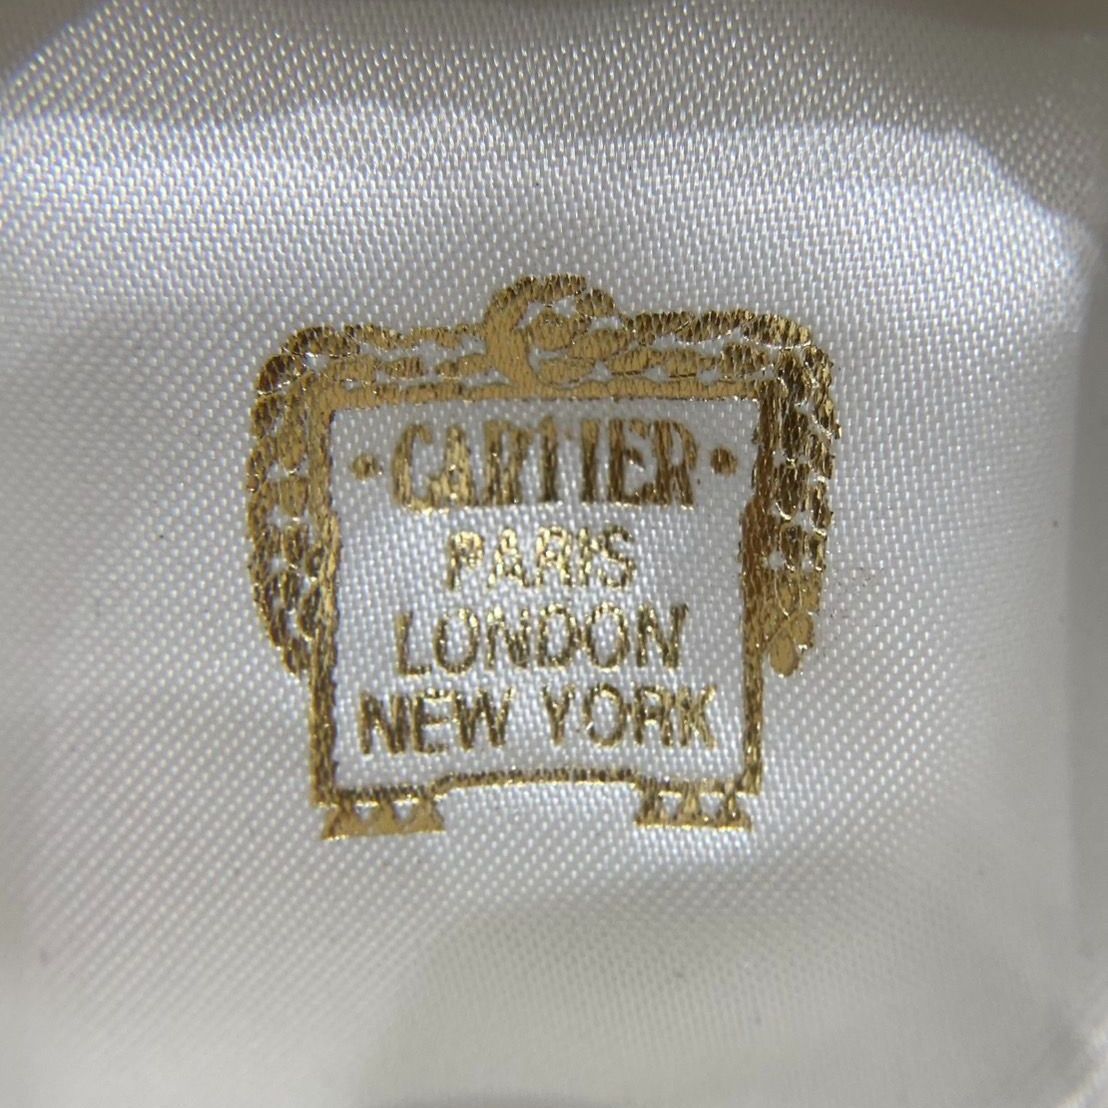 · CARTIER ·
PARIS
LONDON
NEW YORK